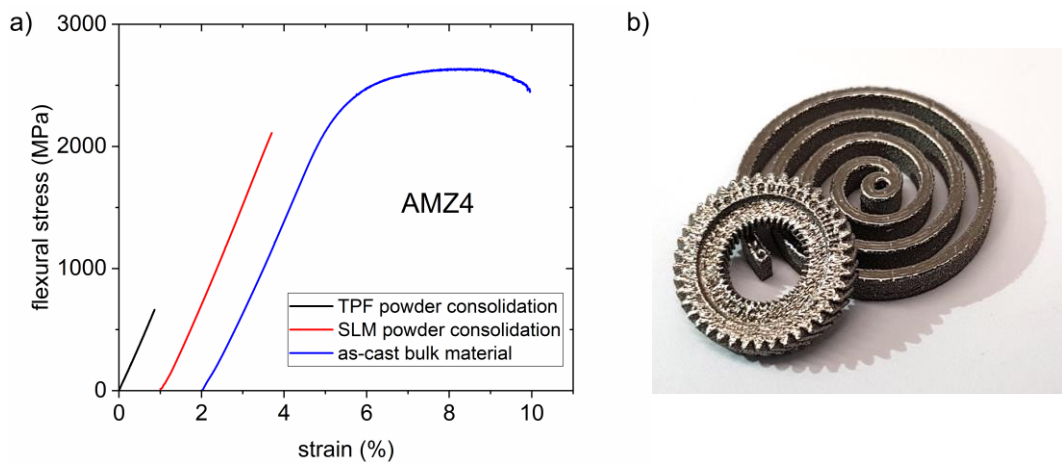 a)
b)
flexural stress (MPa)
3000
2000
1000
0
AMZ4
TPF powder consolidation
SLM powder consolidation
as-cast bulk material
0 2 4 6 8 10
strain (%)